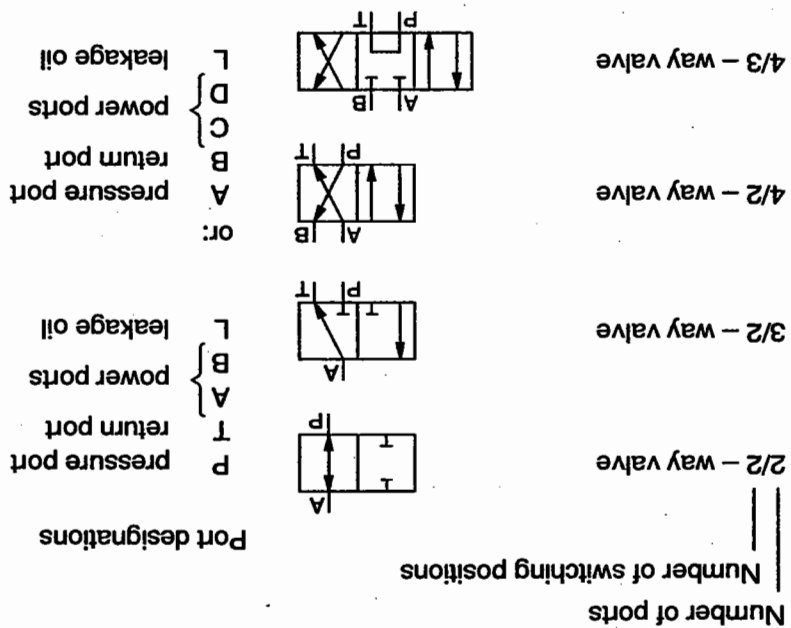 Number of ports
Number of switching positions
Port designations
2/2 – way valve
A
P
P pressure port
T return port
A
B
power ports
L leakage oil
3/2 – way valve
A
P T
or:
4/2 – way valve
A B
P T
A pressure port
B return port
C
D
power ports
L leakage oil
4/3 – way valve
A B
P T